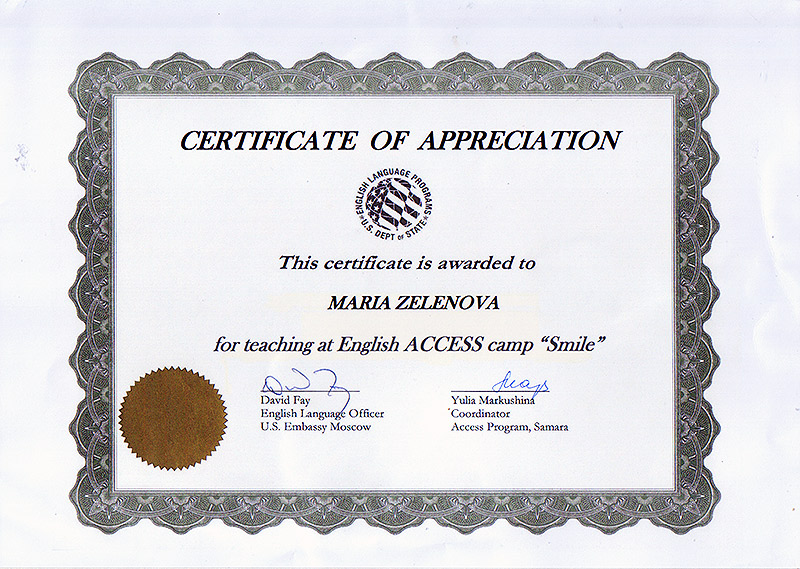 CERTIFICATE OF APPRECIATION
ENGLISH LANGUAGE PROGRAMS
U.S. DEPT OF STATE
This certificate is awarded to
MARIA ZELENOVA
for teaching at English ACCESS camp “Smile”
David Fay
English Language Officer
U.S. Embassy Moscow
Yulia Markushina
Coordinator
Access Program, Samara